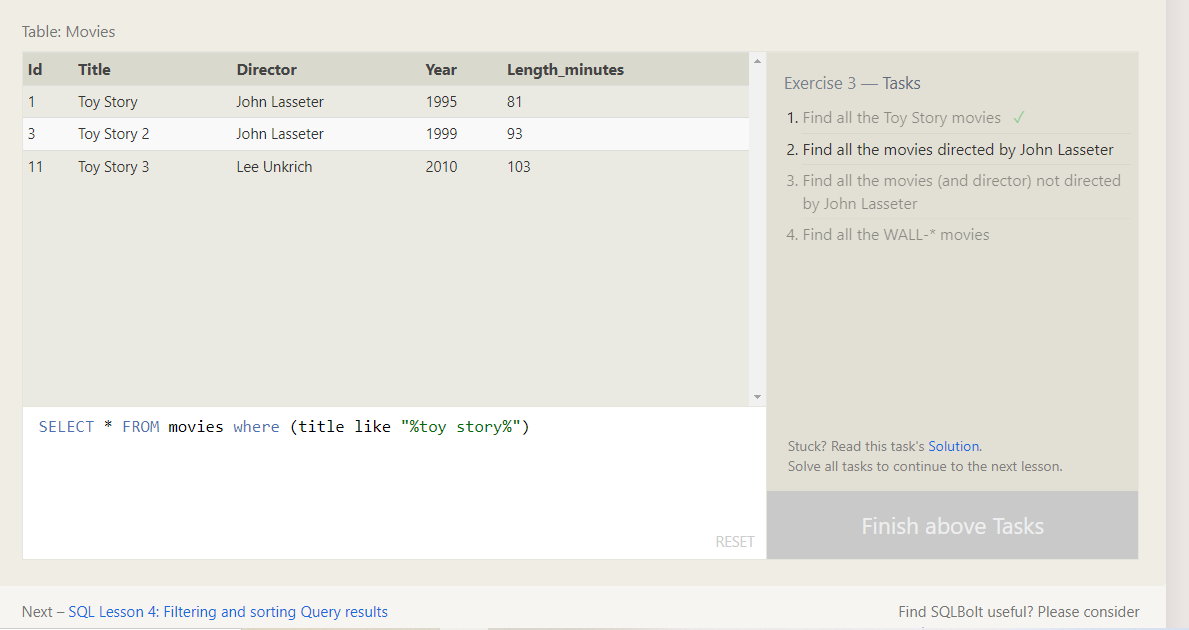 Table: Movies
Id Title Director Year Length_minutes
1 Toy Story John Lasseter 1995 81
3 Toy Story 2 John Lasseter 1999 93
11 Toy Story 3 Lee Unkrich 2010 103
SELECT * FROM movies where (title like "%toy story%")
RESET
Exercise 3 — Tasks
1. Find all the Toy Story movies ✓
2. Find all the movies directed by John Lasseter
3. Find all the movies (and director) not directed
by John Lasseter
4. Find all the WALL-* movies
Stuck? Read this task's Solution.
Solve all tasks to continue to the next lesson.
Finish above Tasks
Next – SQL Lesson 4: Filtering and sorting Query results
Find SQLBolt useful? Please consider